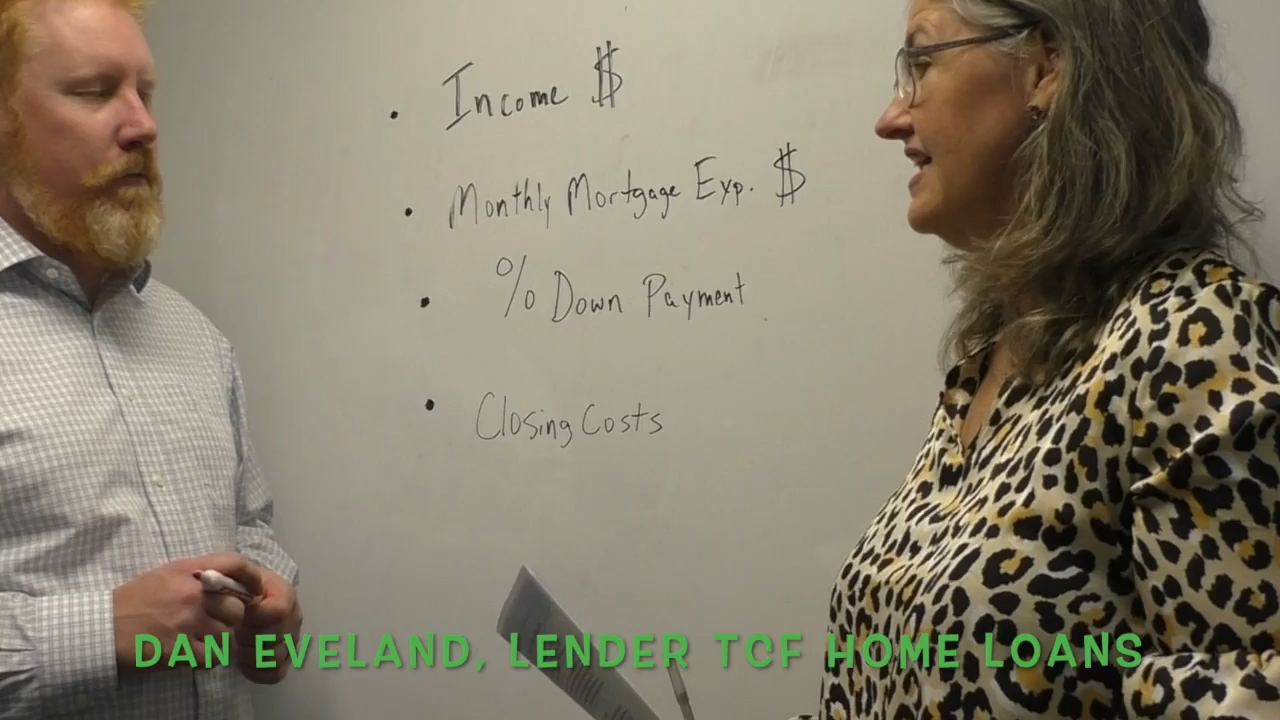 • Income $
• Monthly Mortgage Exp. $
• % Down Payment
• Closing Costs
DAN EVELAND, LENDER TCF HOME LOANS